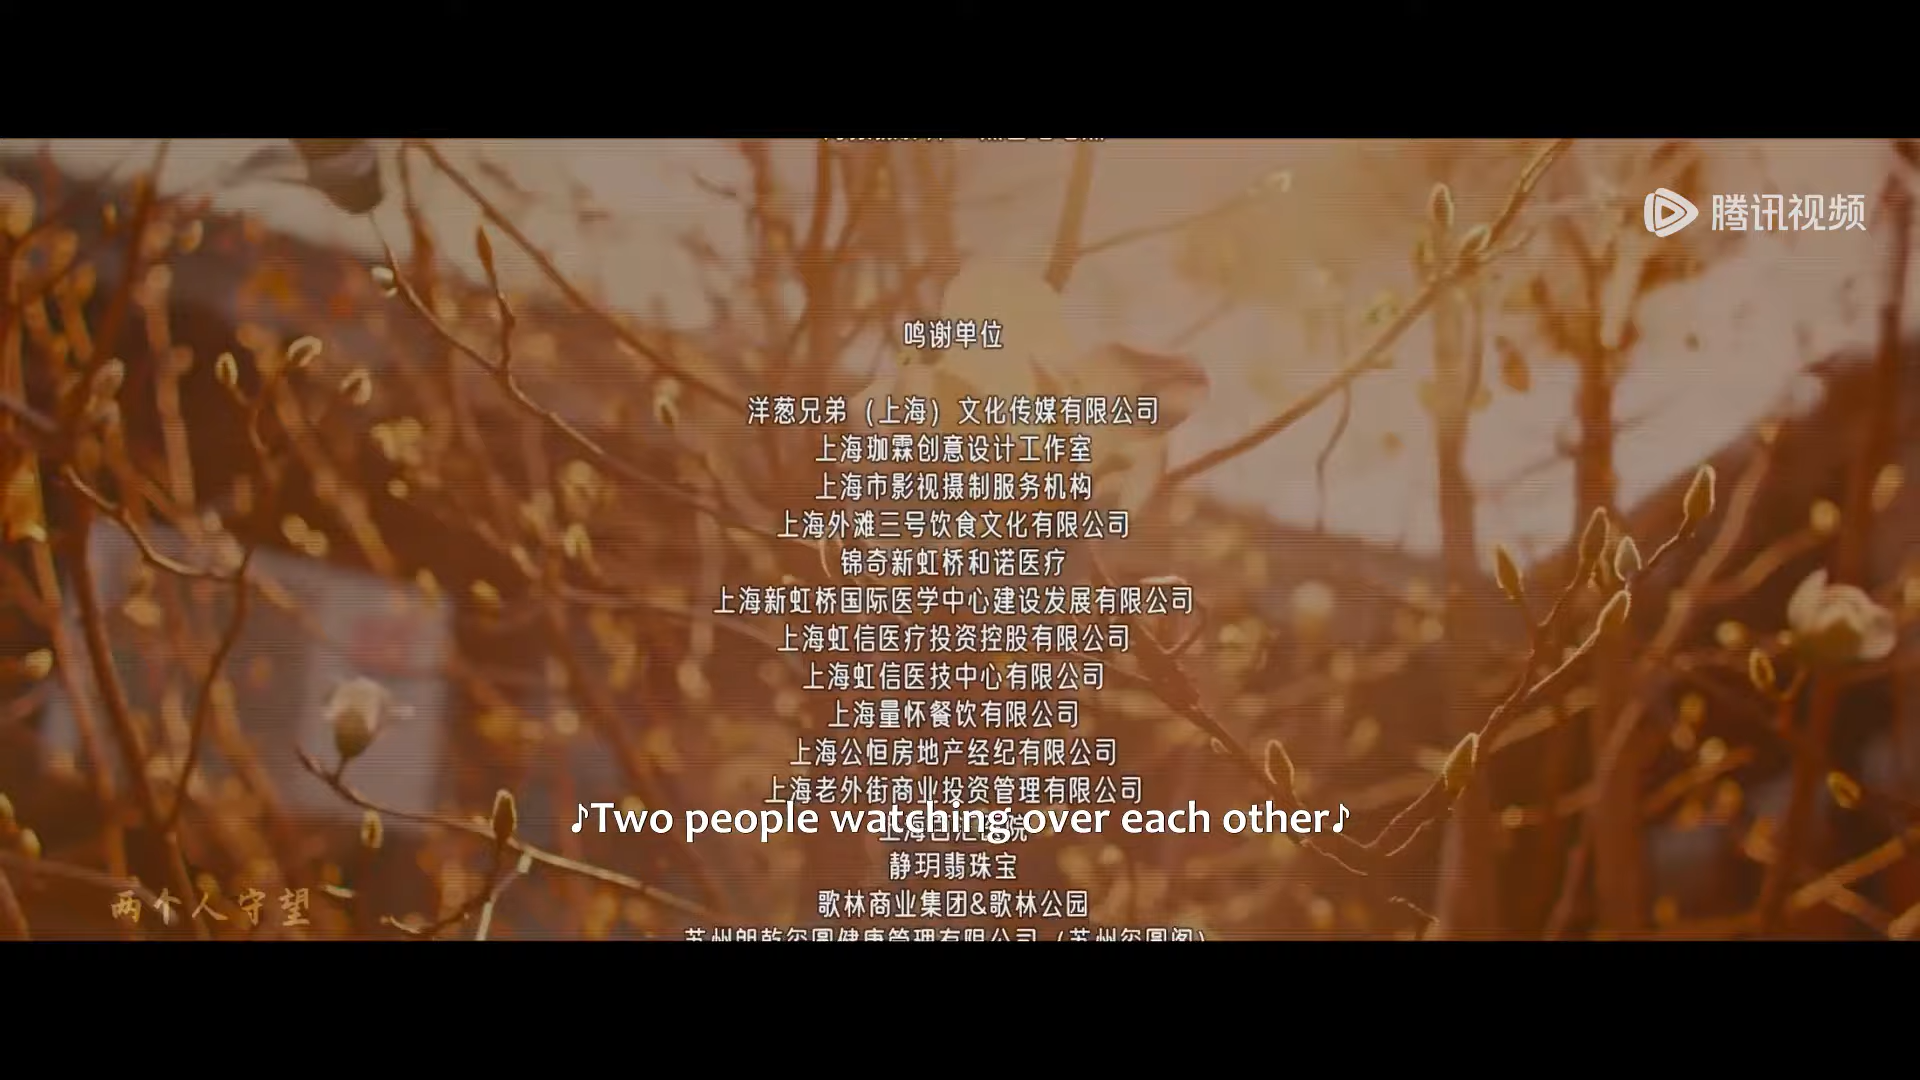 腾讯视频
鸣谢单位
洋葱兄弟（上海）文化传媒有限公司
上海珈霖创意设计工作室
上海市影视摄制服务机构
上海外滩三号饮食文化有限公司
锦奇新虹桥和诺医疗
上海新虹桥国际医学中心建设发展有限公司
上海虹信医疗投资控股有限公司
上海虹信医技中心有限公司
上海量怀餐饮有限公司
上海公恒房地产经纪有限公司
上海老外街商业投资管理有限公司
♪Two people watching over each other♪
静玥翡珠宝
歌林商业集团&歌林公园
两个人守望